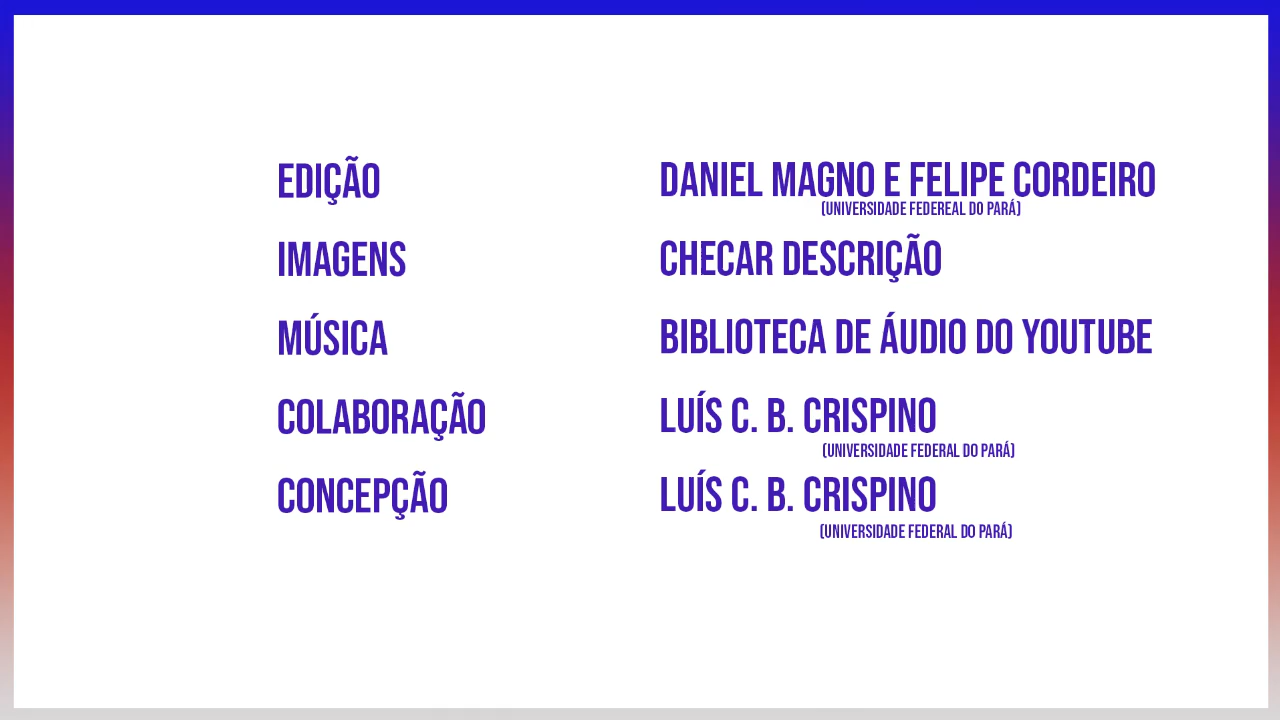 EDIÇÃO DANIEL MAGNO E FELIPE CORDEIRO
(UNIVERSIDADE FEDEREAL DO PARÁ)
IMAGENS CHECAR DESCRIÇÃO
MÚSICA BIBLIOTECA DE ÁUDIO DO YOUTUBE
COLABORAÇÃO LUÍS C. B. CRISPINO
(UNIVERSIDADE FEDERAL DO PARÁ)
CONCEPÇÃO LUÍS C. B. CRISPINO
(UNIVERSIDADE FEDERAL DO PARÁ)